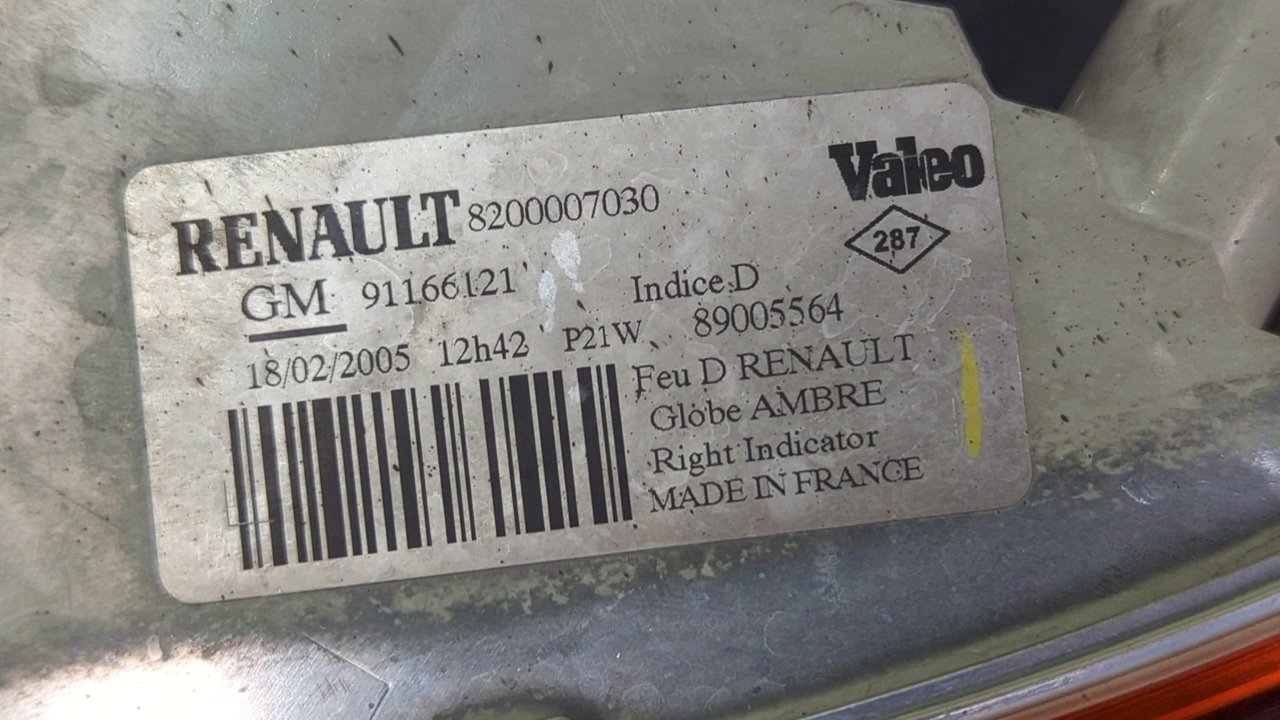 RENAULT 8200007030
Valeo
287
GM 91166121 Indice D
18/02/2005 12h42 P21W 89005564
Feu D RENAULT
Globe AMBRE
Right Indicator
MADE IN FRANCE